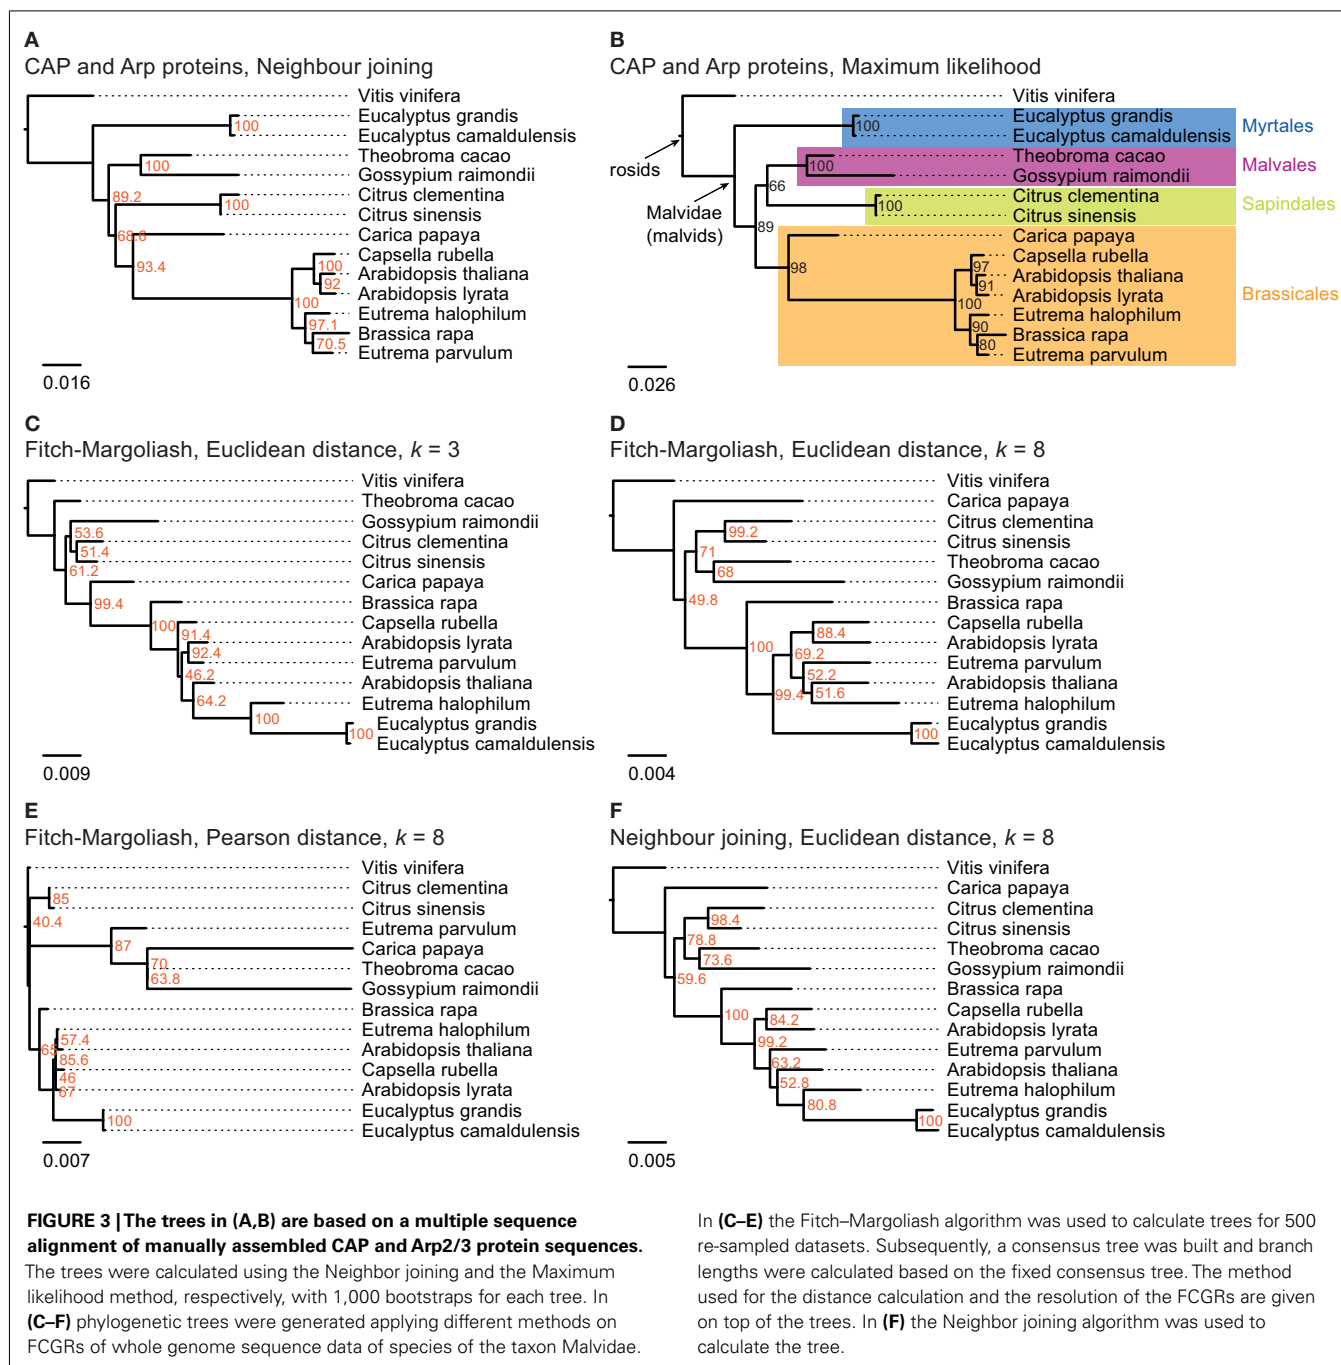 A
CAP and Arp proteins, Neighbour joining
Vitis vinifera
Eucalyptus grandis
100
Eucalyptus camaldulensis
Theobroma cacao
100
Gossypium raimondii
89.2
Citrus clementina
100
Citrus sinensis
68.6
Carica papaya
93.4
Capsella rubella
100
Arabidopsis thaliana
92
Arabidopsis lyrata
100
Eutrema halophilum
97.1
Brassica rapa
70.5
Eutrema parvulum
0.016
B
CAP and Arp proteins, Maximum likelihood
Vitis vinifera
Eucalyptus grandis
100
Eucalyptus camaldulensis
Myrtales
rosids
Theobroma cacao
100
Gossypium raimondii
Malvales
66
Malvidae
(malvids)
Citrus clementina
100
Citrus sinensis
Sapindales
89
Carica papaya
98
Capsella rubella
97
Arabidopsis thaliana
91
Arabidopsis lyrata
Brassicales
100
Eutrema halophilum
90
Brassica rapa
80
Eutrema parvulum
0.026
C
Fitch-Margoliash, Euclidean distance, k = 3
Vitis vinifera
Theobroma cacao
Gossypium raimondii
53.6
Citrus clementina
51.4
Citrus sinensis
61.2
Carica papaya
99.4
Brassica rapa
100
Capsella rubella
91.4
Arabidopsis lyrata
92.4
Eutrema parvulum
46.2
Arabidopsis thaliana
64.2
Eutrema halophilum
100
Eucalyptus grandis
100
Eucalyptus camaldulensis
0.009
D
Fitch-Margoliash, Euclidean distance, k = 8
Vitis vinifera
Carica papaya
Citrus clementina
99.2
Citrus sinensis
71
Theobroma cacao
68
Gossypium raimondii
49.8
Brassica rapa
100
Capsella rubella
88.4
Arabidopsis lyrata
69.2
Eutrema parvulum
52.2
Arabidopsis thaliana
51.6
99.4
Eutrema halophilum
Eucalyptus grandis
100
Eucalyptus camaldulensis
0.004
E
Fitch-Margoliash, Pearson distance, k = 8
Vitis vinifera
Citrus clementina
85
Citrus sinensis
40.4
Eutrema parvulum
87
Carica papaya
70
Theobroma cacao
63.8
Gossypium raimondii
Brassica rapa
Eutrema halophilum
57.4
65
Arabidopsis thaliana
85.6
Capsella rubella
46
67
Arabidopsis lyrata
Eucalyptus grandis
100
Eucalyptus camaldulensis
0.007
F
Neighbour joining, Euclidean distance, k = 8
Vitis vinifera
Carica papaya
Citrus clementina
98.4
Citrus sinensis
78.8
Theobroma cacao
73.6
Gossypium raimondii
59.6
Brassica rapa
100
Capsella rubella
84.2
Arabidopsis lyrata
99.2
Eutrema parvulum
63.2
Arabidopsis thaliana
52.8
Eutrema halophilum
80.8
Eucalyptus grandis
100
Eucalyptus camaldulensis
0.005
FIGURE 3 | The trees in (A,B) are based on a multiple sequence
alignment of manually assembled CAP and Arp2/3 protein sequences.
The trees were calculated using the Neighbor joining and the Maximum
likelihood method, respectively, with 1,000 bootstraps for each tree. In
(C–F) phylogenetic trees were generated applying different methods on
FCGRs of whole genome sequence data of species of the taxon Malvidae.
In (C–E) the Fitch–Margoliash algorithm was used to calculate trees for 500
re-sampled datasets. Subsequently, a consensus tree was built and branch
lengths were calculated based on the fixed consensus tree. The method
used for the distance calculation and the resolution of the FCGRs are given
on top of the trees. In (F) the Neighbor joining algorithm was used to
calculate the tree.